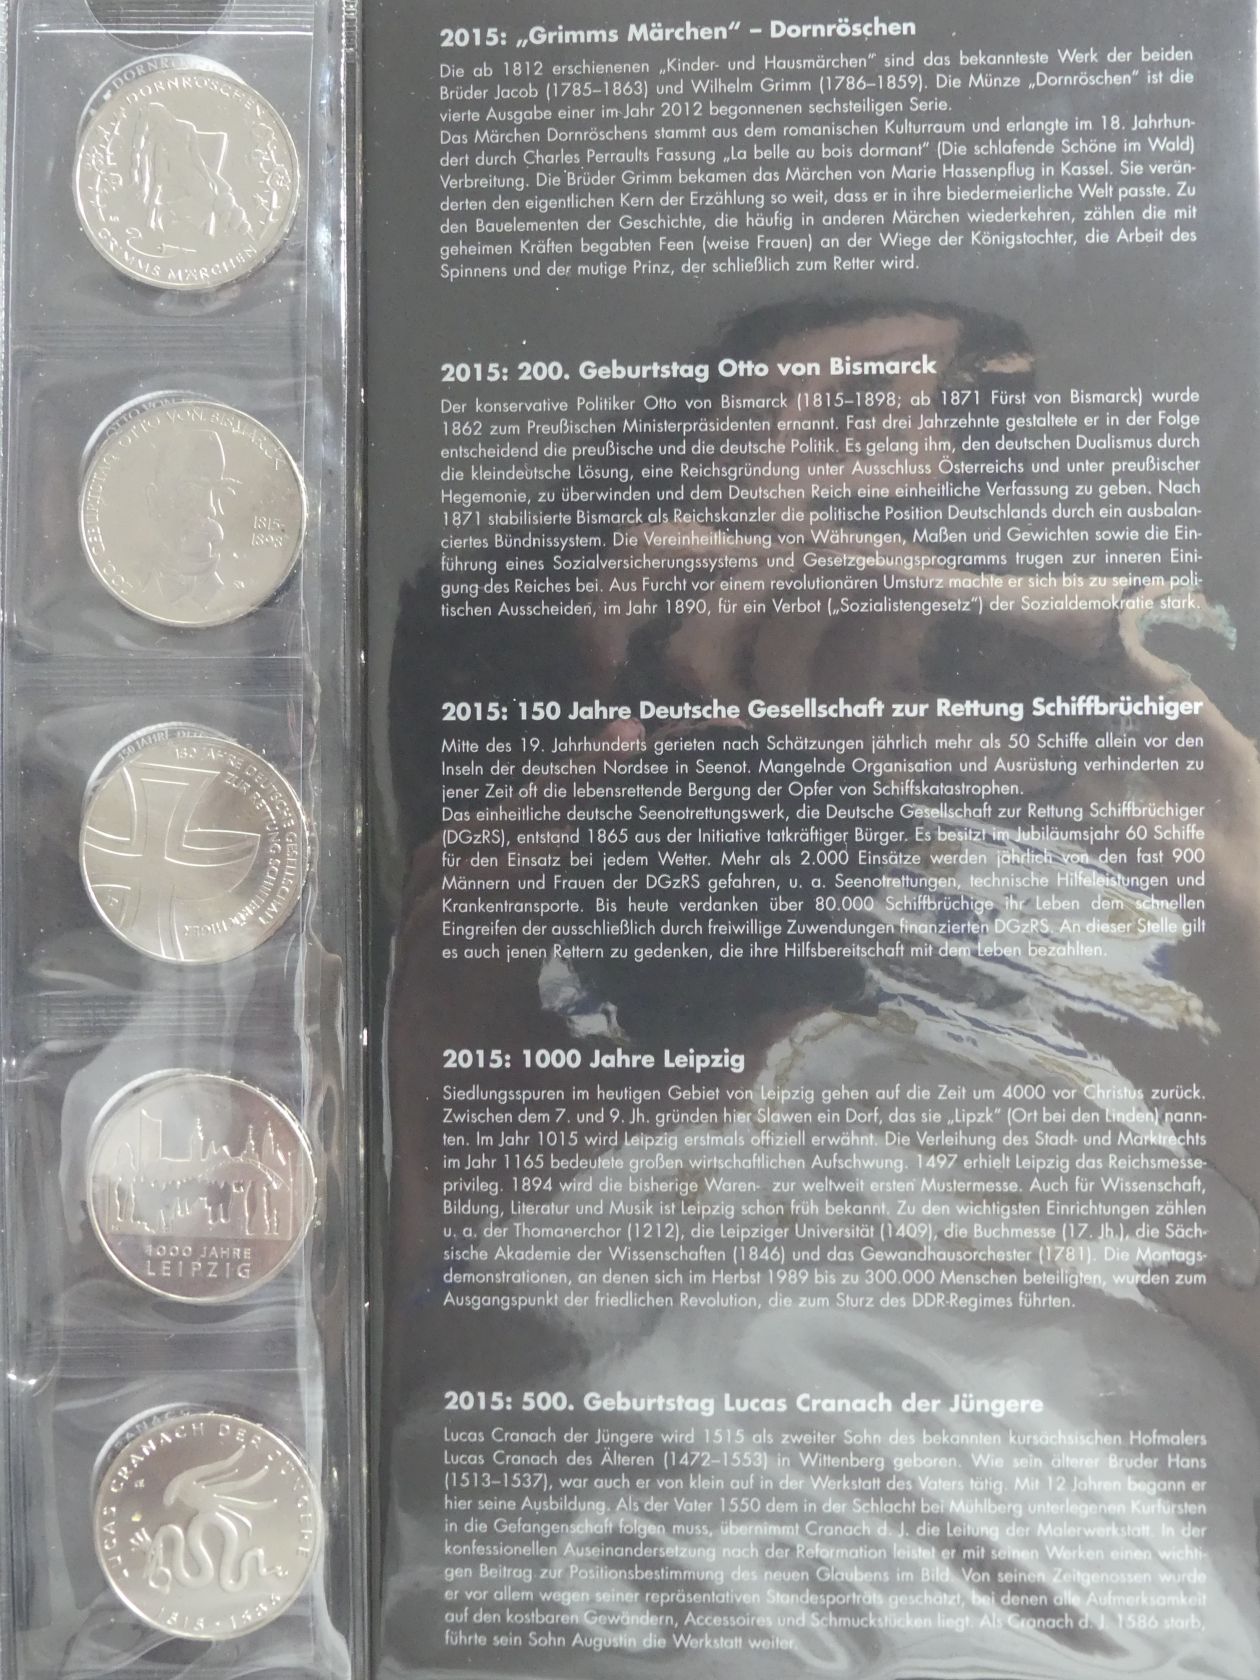 DORNRÖSCHEN
GRIMMS MÄRCHEN
2015: „Grimms Märchen“ – Dornröschen
Die ab 1812 erschienenen „Kinder- und Hausmärchen“ sind das bekannteste Werk der beiden
Brüder Jacob (1785–1863) und Wilhelm Grimm (1786–1859). Die Münze „Dornröschen“ ist die
vierte Ausgabe einer im Jahr 2012 begonnenen sechsteiligen Serie.
Das Märchen Dornröschens stammt aus dem romanischen Kulturraum und erlangte im 18. Jahrhun-
dert durch Charles Perraults Fassung „La belle au bois dormant“ (Die schlafende Schöne im Wald)
Verbreitung. Die Brüder Grimm bekamen das Märchen von Marie Hassenpflug in Kassel. Sie verän-
derten den eigentlichen Kern der Erzählung so weit, dass er in ihre biedermeierliche Welt passte. Zu
den Bauelementen der Geschichte, die häufig in anderen Märchen wiederkehren, zählen die mit
geheimen Kräften begabten Feen (weise Frauen) an der Wiege der Königstochter, die Arbeit des
Spinnens und der mutige Prinz, der schließlich zum Retter wird.
200. GEBURTSTAG OTTO VON BISMARCK
1815-
1898
2015: 200. Geburtstag Otto von Bismarck
Der konservative Politiker Otto von Bismarck (1815–1898; ab 1871 Fürst von Bismarck) wurde
1862 zum Preußischen Ministerpräsidenten ernannt. Fast drei Jahrzehnte gestaltete er in der Folge
entscheidend die preußische und die deutsche Politik. Es gelang ihm, den deutschen Dualismus durch
die kleindeutsche Lösung, eine Reichsgründung unter Ausschluss Österreichs und unter preußischer
Hegemonie, zu überwinden und dem Deutschen Reich eine einheitliche Verfassung zu geben. Nach
1871 stabilisierte Bismarck als Reichskanzler die politische Position Deutschlands durch ein ausbalan-
ciertes Bündnissystem. Die Vereinheitlichung von Währungen, Maßen und Gewichten sowie die Ein-
führung eines Sozialversicherungssystems und Gesetzgebungsprogramms trugen zur inneren Eini-
gung des Reiches bei. Aus Furcht vor einem revolutionären Umsturz machte er sich bis zu seinem poli-
tischen Ausscheiden, im Jahr 1890, für ein Verbot („Sozialistengesetz“) der Sozialdemokratie stark.
150 JAHRE DEUTSCHE GESELLSCHAFT
ZUR RETTUNG SCHIFFBRÜCHIGER
2015: 150 Jahre Deutsche Gesellschaft zur Rettung Schiffbrüchiger
Mitte des 19. Jahrhunderts gerieten nach Schätzungen jährlich mehr als 50 Schiffe allein vor den
Inseln der deutschen Nordsee in Seenot. Mangelnde Organisation und Ausrüstung verhinderten zu
jener Zeit oft die lebensrettende Bergung der Opfer von Schiffskatastrophen.
Das einheitliche deutsche Seenotrettungswerk, die Deutsche Gesellschaft zur Rettung Schiffbrüchiger
(DGzRS), entstand 1865 aus der Initiative tatkräftiger Bürger. Es besitzt im Jubiläumsjahr 60 Schiffe
für den Einsatz bei jedem Wetter. Mehr als 2.000 Einsätze werden jährlich von den fast 900
Männern und Frauen der DGzRS gefahren, u. a. Seenotrettungen, technische Hilfeleistungen und
Krankentransporte. Bis heute verdanken über 80.000 Schiffbrüchige ihr Leben dem schnellen
Eingreifen der ausschließlich durch freiwillige Zuwendungen finanzierten DGzRS. An dieser Stelle gilt
es auch jenen Rettern zu gedenken, die ihre Hilfsbereitschaft mit dem Leben bezahlten.
1000 JAHRE
LEIPZIG
2015: 1000 Jahre Leipzig
Siedlungsspuren im heutigen Gebiet von Leipzig gehen auf die Zeit um 4000 vor Christus zurück.
Zwischen dem 7. und 9. Jh. gründen hier Slawen ein Dorf, das sie „Lipzk“ (Ort bei den Linden) nann-
ten. Im Jahr 1015 wird Leipzig erstmals offiziell erwähnt. Die Verleihung des Stadt- und Marktrechts
im Jahr 1165 bedeutete großen wirtschaftlichen Aufschwung. 1497 erhielt Leipzig das Reichsmesse-
privileg. 1894 wird die bisherige Waren- zur weltweit ersten Mustermesse. Auch für Wissenschaft,
Bildung, Literatur und Musik ist Leipzig schon früh bekannt. Zu den wichtigsten Einrichtungen zählen
u. a. der Thomanerchor (1212), die Leipziger Universität (1409), die Buchmesse (17. Jh.), die Säch-
sische Akademie der Wissenschaften (1846) und das Gewandhausorchester (1781). Die Montags-
demonstrationen, an denen sich im Herbst 1989 bis zu 300.000 Menschen beteiligten, wurden zum
Ausgangspunkt der friedlichen Revolution, die zum Sturz des DDR-Regimes führten.
LUCAS CRANACH DER JÜNGERE
1515 - 1586
2015: 500. Geburtstag Lucas Cranach der Jüngere
Lucas Cranach der Jüngere wird 1515 als zweiter Sohn des bekannten kursächsischen Hofmalers
Lucas Cranach des Älteren (1472–1553) in Wittenberg geboren. Wie sein älterer Bruder Hans
(1513–1537), war auch er von klein auf in der Werkstatt des Vaters tätig. Mit 12 Jahren begann er
hier seine Ausbildung. Als der Vater 1550 dem in der Schlacht bei Mühlberg unterlegenen Kurfürsten
in die Gefangenschaft folgen muss, übernimmt Cranach d. J. die Leitung der Malerwerkstatt. In der
konfessionellen Auseinandersetzung nach der Reformation leistet er mit seinen Werken einen wichti-
gen Beitrag zur Positionsbestimmung des neuen Glaubens im Bild. Von seinen Zeitgenossen wurde
er vor allem wegen seiner repräsentativen Standesporträts geschätzt, bei denen alle Aufmerksamkeit
auf den kostbaren Gewändern, Accessoires und Schmuckstücken liegt. Als Cranach d. J. 1586 starb,
führte sein Sohn Augustin die Werkstatt weiter.